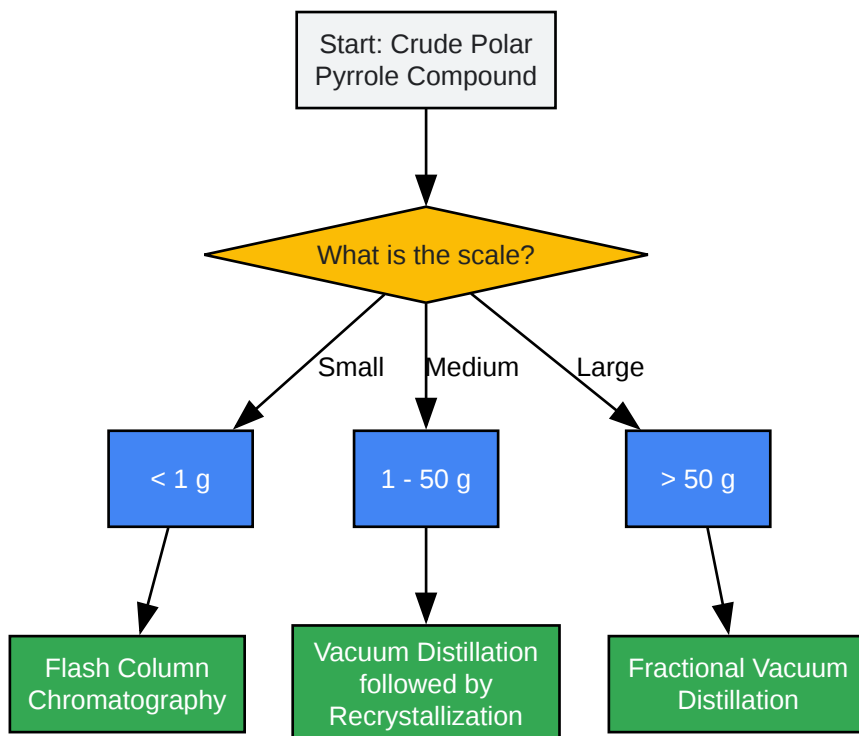 Start: Crude Polar
Pyrrole Compound
What is the scale?
Small
Medium
Large
< 1 g
1 - 50 g
> 50 g
Flash Column
Chromatography
Vacuum Distillation
followed by
Recrystallization
Fractional Vacuum
Distillation